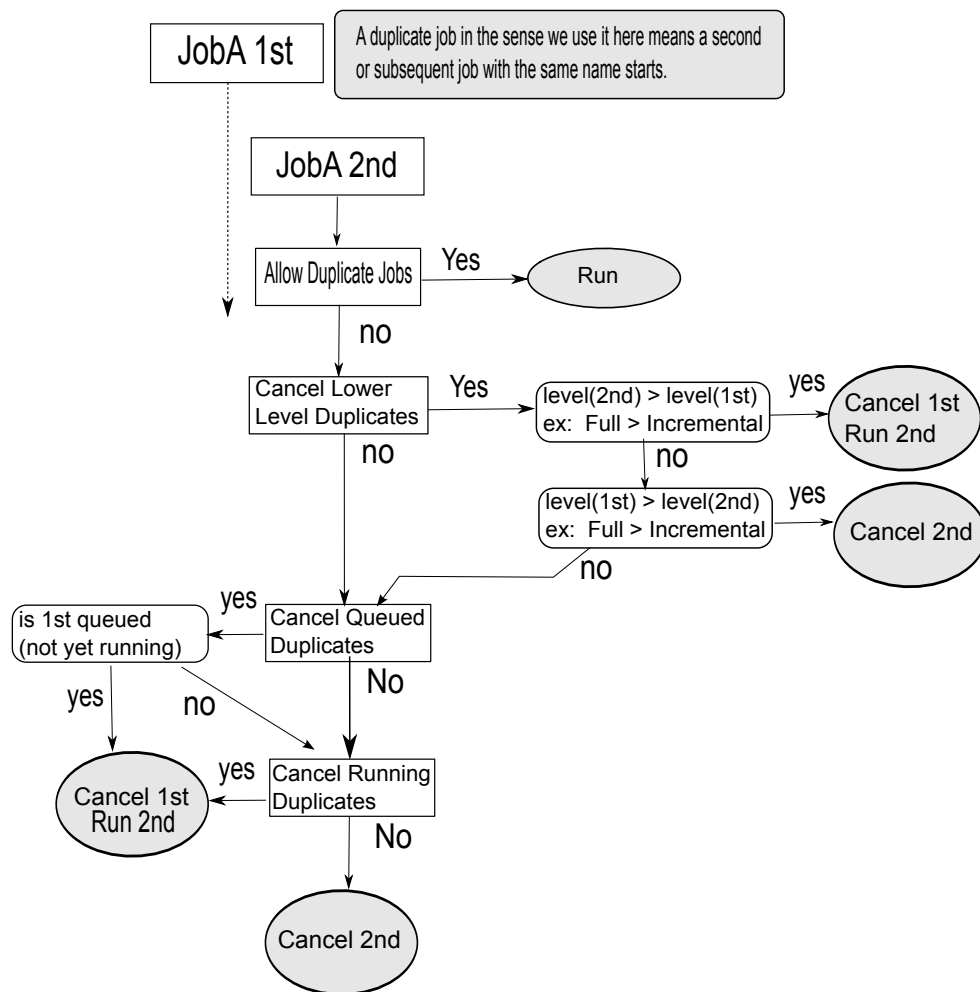 JobA 1st
A duplicate job in the sense we use it here means a second
or subsequent job with the same name starts.
JobA 2nd
Allow Duplicate Jobs
Yes
Run
no
Cancel Lower
Level Duplicates
Yes
level(2nd) > level(1st)
ex: Full > Incremental
yes
Cancel 1st
Run 2nd
no
no
level(1st) > level(2nd)
ex: Full > Incremental
yes
Cancel 2nd
no
is 1st queued
(not yet running)
yes
Cancel Queued
Duplicates
yes
no
No
Cancel 1st
Run 2nd
yes
Cancel Running
Duplicates
No
Cancel 2nd